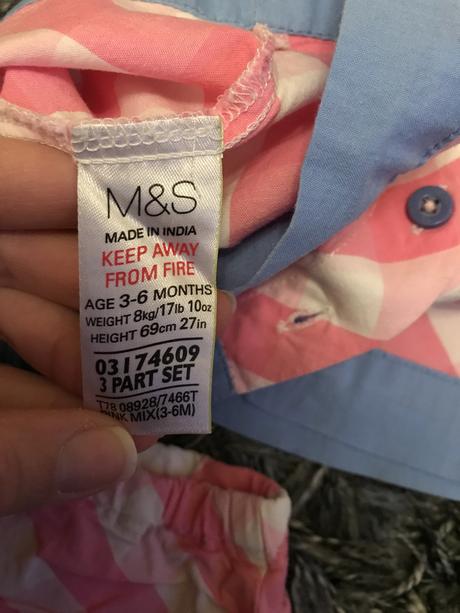 M&S
MADE IN INDIA
KEEP AWAY
FROM FIRE
AGE 3-6 MONTHS
WEIGHT 8kg/17lb 10oz
HEIGHT 69cm 27in
03174609
3 PART SET
T78 08928/7466T
PINK MIX(3-6M)